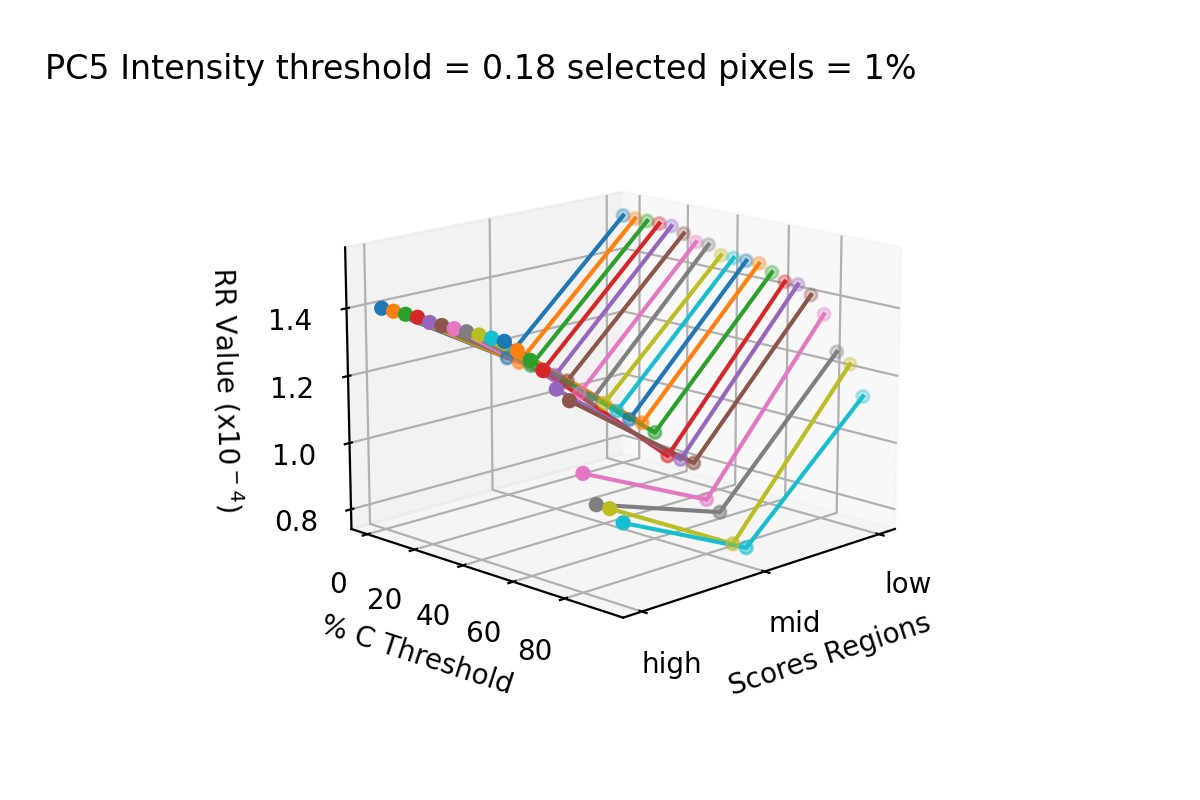 PC5 Intensity threshold = 0.18 selected pixels = 1%
RR Value (x10⁻⁴)
1.4
1.2
1.0
0.8
0
20
40
60
80
% C Threshold
high
mid
low
Scores Regions